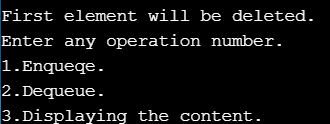 First element will be deleted.
Enter any operation number.
1.Enqueqe.
2.Dequeue.
3.Displaying the content.